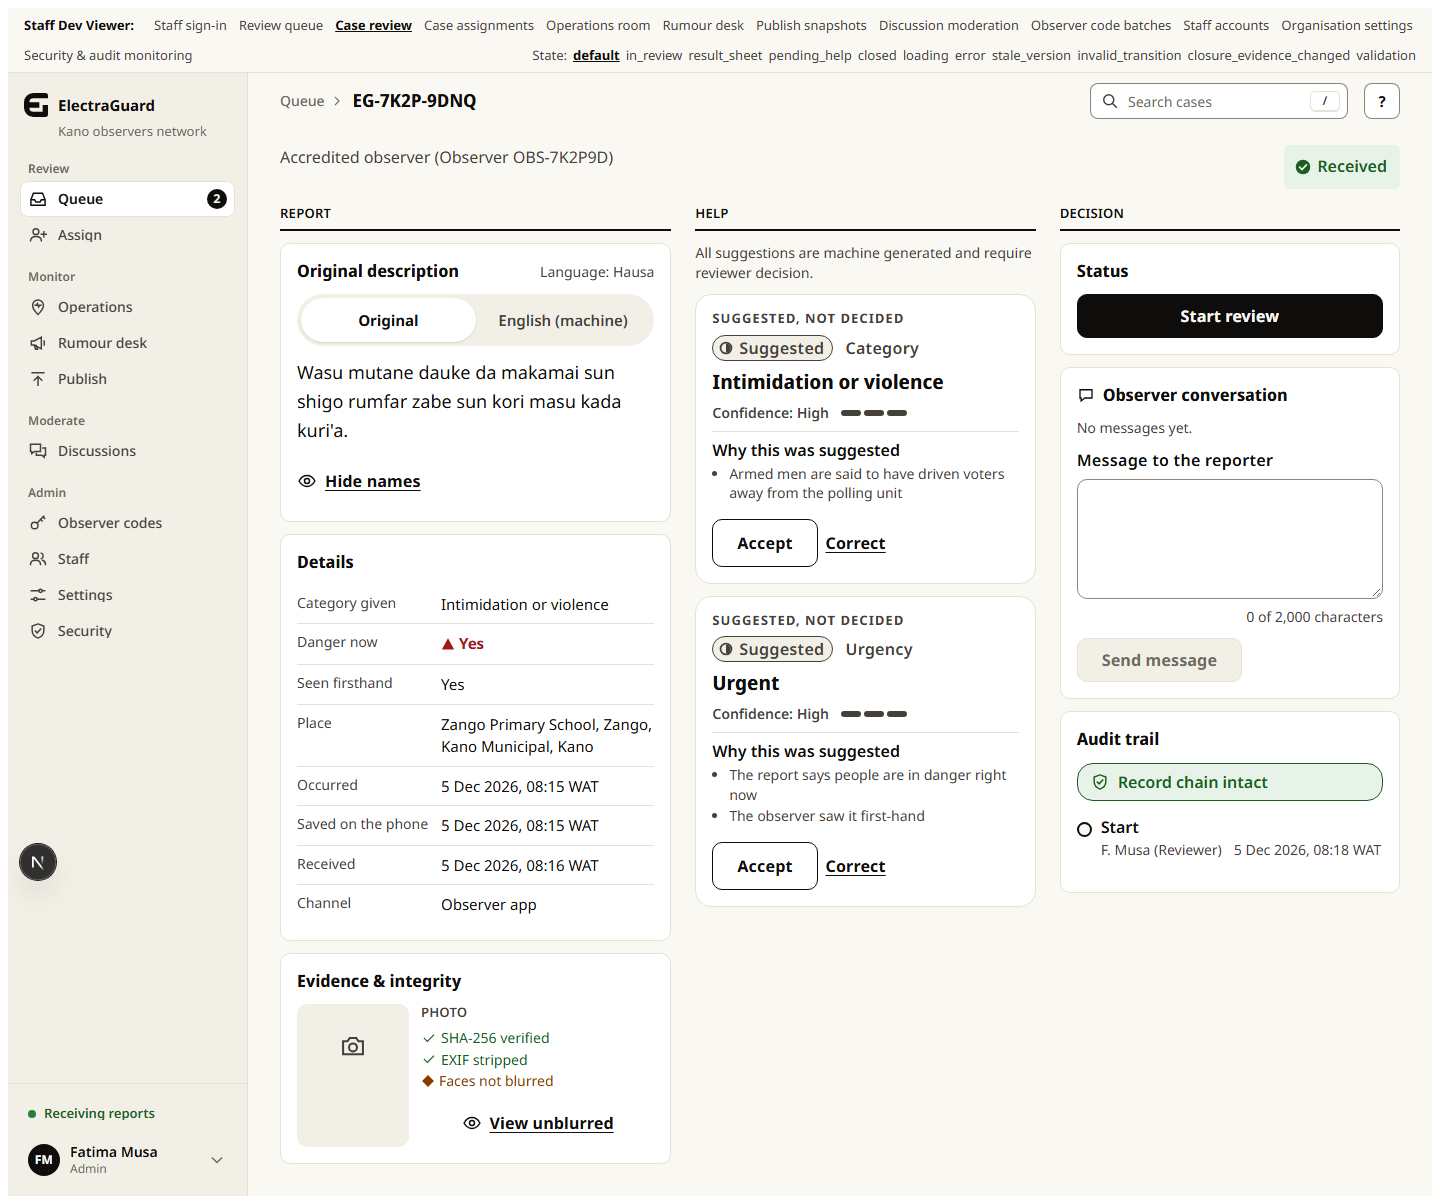 Staff Dev Viewer: Staff sign-in Review queue Case review Case assignments Operations room Rumour desk Publish snapshots Discussion moderation Observer code batches Staff accounts Organisation settings
Security & audit monitoring
State: default in_review result_sheet pending_help closed loading error stale_version invalid_transition closure_evidence_changed validation
ElectraGuard
Kano observers network
Review
Queue 2
Assign
Monitor
Operations
Rumour desk
Publish
Moderate
Discussions
Admin
Observer codes
Staff
Settings
Security
N
Receiving reports
FM
Fatima Musa
Admin
Queue EG-7K2P-9DNQ
Search cases /
?
Accredited observer (Observer OBS-7K2P9D)
Received
REPORT
Original description
Language: Hausa
Original
English (machine)
Wasu mutane dauke da makamai sun
shigo rumfar zabe sun kori masu kada
kuri'a.
Hide names
Details
Category given Intimidation or violence
Danger now Yes
Seen firsthand Yes
Place Zango Primary School, Zango,
Kano Municipal, Kano
Occurred 5 Dec 2026, 08:15 WAT
Saved on the phone 5 Dec 2026, 08:15 WAT
Received 5 Dec 2026, 08:16 WAT
Channel Observer app
Evidence & integrity
PHOTO
SHA-256 verified
EXIF stripped
Faces not blurred
View unblurred
HELP
All suggestions are machine generated and require
reviewer decision.
SUGGESTED, NOT DECIDED
Suggested Category
Intimidation or violence
Confidence: High
Why this was suggested
• Armed men are said to have driven voters
away from the polling unit
Accept Correct
SUGGESTED, NOT DECIDED
Suggested Urgency
Urgent
Confidence: High
Why this was suggested
• The report says people are in danger right
now
• The observer saw it first-hand
Accept Correct
DECISION
Status
Start review
Observer conversation
No messages yet.
Message to the reporter
0 of 2,000 characters
Send message
Audit trail
Record chain intact
Start
F. Musa (Reviewer) 5 Dec 2026, 08:18 WAT